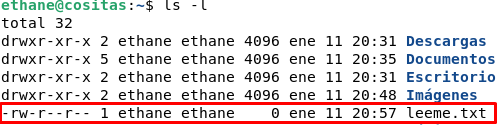 ethane@cositas:~$ ls -l
total 32
drwxr-xr-x 2 ethane ethane 4096 ene 11 20:31 Descargas
drwxr-xr-x 5 ethane ethane 4096 ene 11 20:35 Documentos
drwxr-xr-x 2 ethane ethane 4096 ene 11 20:31 Escritorio
drwxr-xr-x 2 ethane ethane 4096 ene 11 20:48 Imágenes
-rw-r--r-- 1 ethane ethane    0 ene 11 20:57 leeme.txt